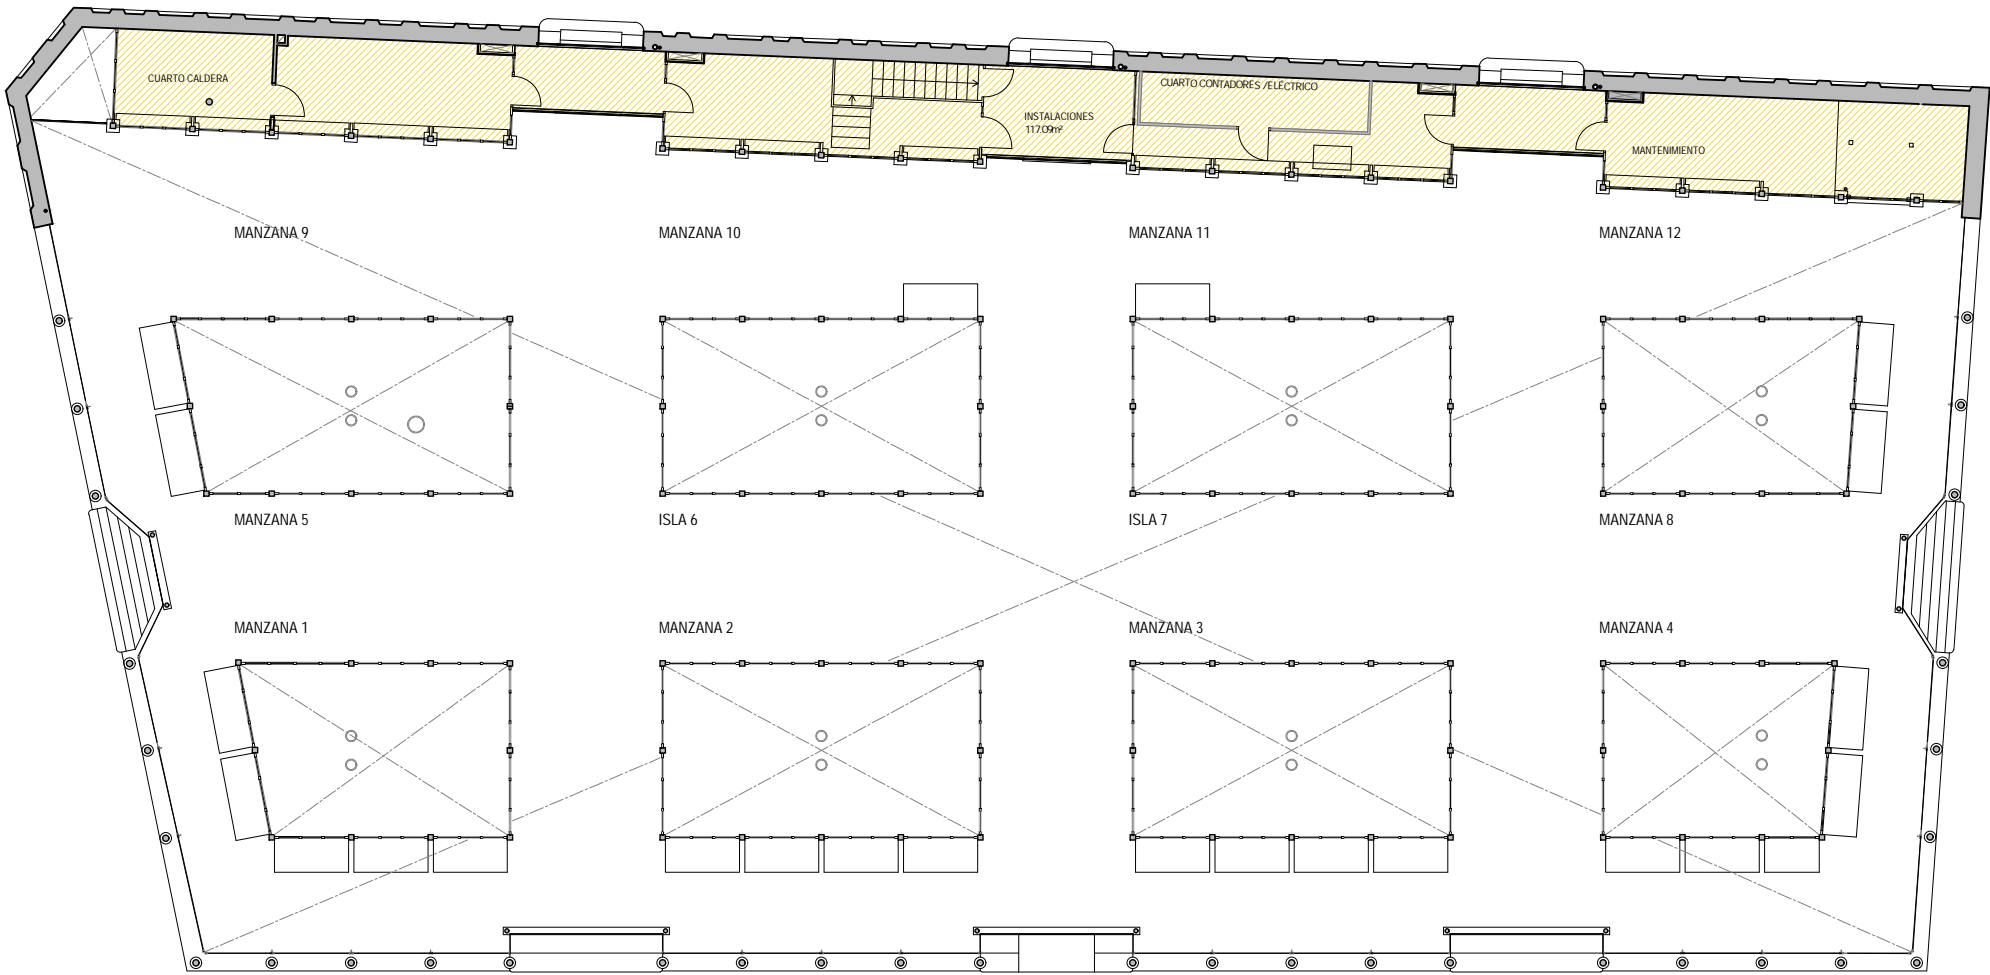 CUARTO CALDERA
CUARTO CONTADORES /ELÉCTRICO
INSTALACIONES
117.09m²
MANTENIMIENTO
MANZANA 9
MANZANA 10
MANZANA 11
MANZANA 12
MANZANA 5
ISLA 6
ISLA 7
MANZANA 8
MANZANA 1
MANZANA 2
MANZANA 3
MANZANA 4